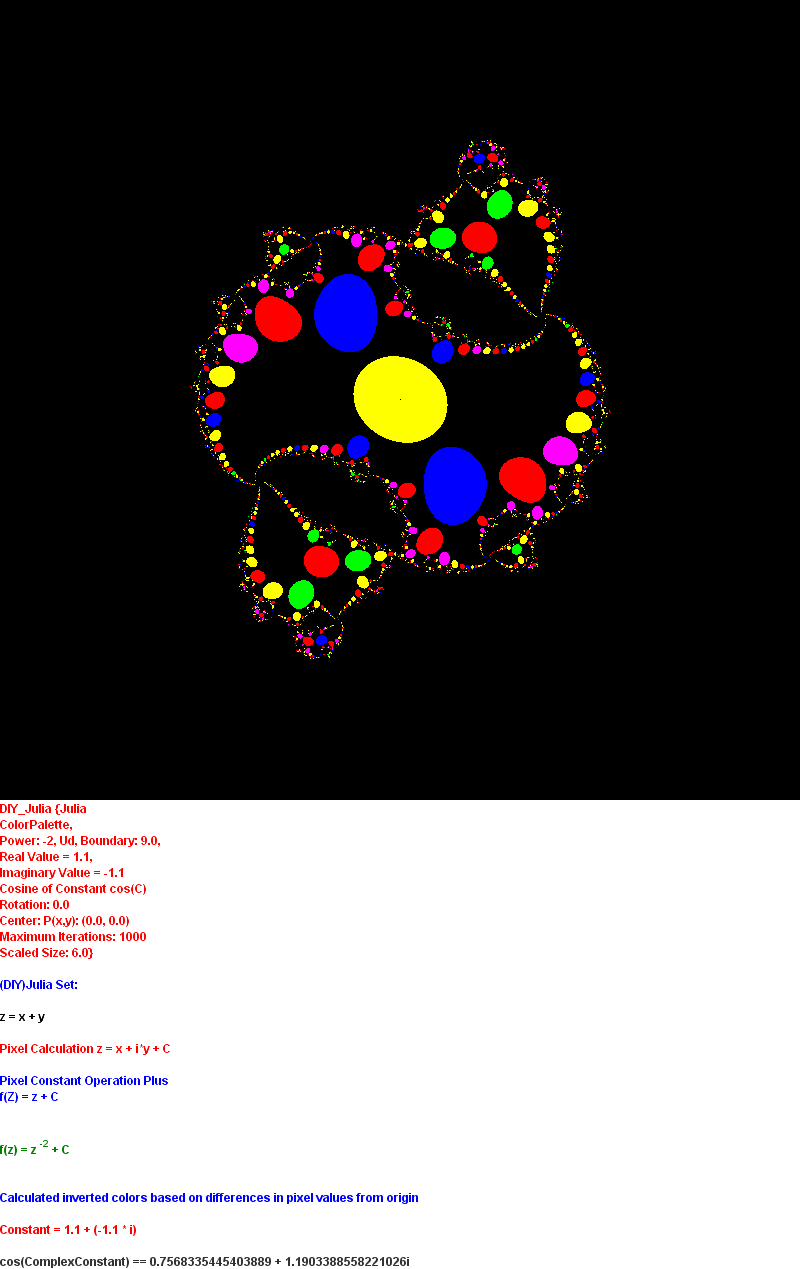 DIY_Julia {Julia
ColorPalette,
Power: -2, Ud, Boundary: 9.0,
Real Value = 1.1,
Imaginary Value = -1.1
Cosine of Constant cos(C)
Rotation: 0.0
Center: P(x,y): (0.0, 0.0)
Maximum Iterations: 1000
Scaled Size: 6.0}
(DIY)Julia Set:
z = x + y
Pixel Calculation z = x + i*y + C
Pixel Constant Operation Plus
f(Z) = z + C
f(z) = z -2 + C
Calculated inverted colors based on differences in pixel values from origin
Constant = 1.1 + (-1.1 * i)
cos(ComplexConstant) == 0.7568335445403889 + 1.1903388558221026i